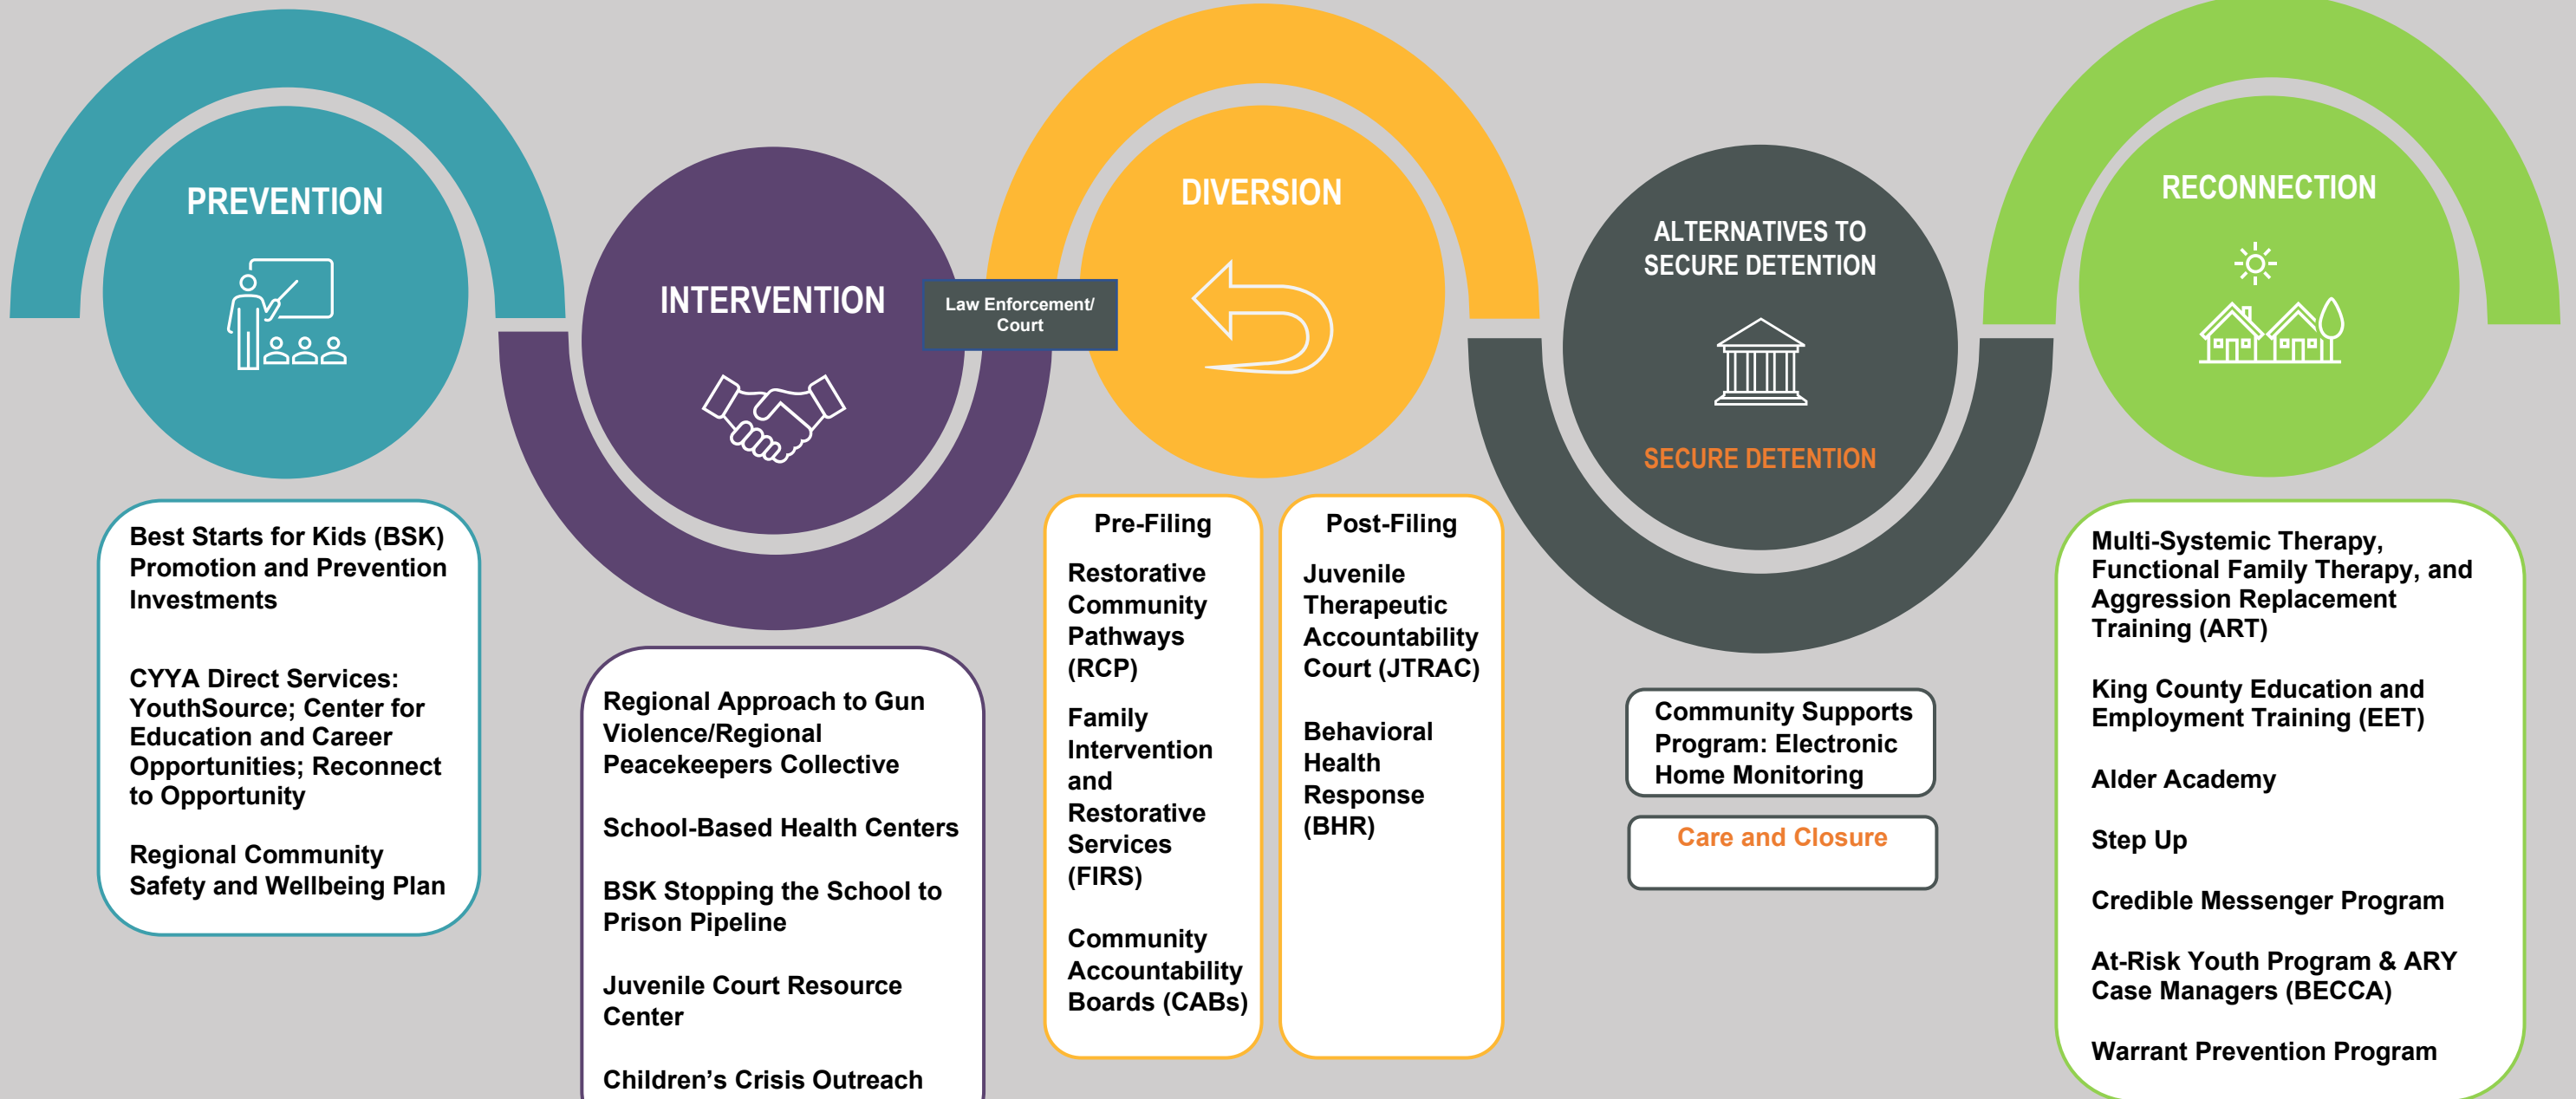 PREVENTION
Best Starts for Kids (BSK)
Promotion and Prevention
Investments
CYYA Direct Services:
YouthSource; Center for
Education and Career
Opportunities; Reconnect
to Opportunity
Regional Community
Safety and Wellbeing Plan
INTERVENTION
Regional Approach to Gun
Violence/Regional
Peacekeepers Collective
School-Based Health Centers
BSK Stopping the School to
Prison Pipeline
Juvenile Court Resource
Center
Children's Crisis Outreach
Law Enforcement/
Court
DIVERSION
Pre-Filing
Restorative
Community
Pathways
(RCP)
Family
Intervention
and
Restorative
Services
(FIRS)
Community
Accountability
Boards (CABs)
Post-Filing
Juvenile
Therapeutic
Accountability
Court (JTRAC)
Behavioral
Health
Response
(BHR)
ALTERNATIVES TO
SECURE DETENTION
SECURE DETENTION
Community Supports
Program: Electronic
Home Monitoring
Care and Closure
RECONNECTION
Multi-Systemic Therapy,
Functional Family Therapy, and
Aggression Replacement
Training (ART)
King County Education and
Employment Training (EET)
Alder Academy
Step Up
Credible Messenger Program
At-Risk Youth Program & ARY
Case Managers (BECCA)
Warrant Prevention Program